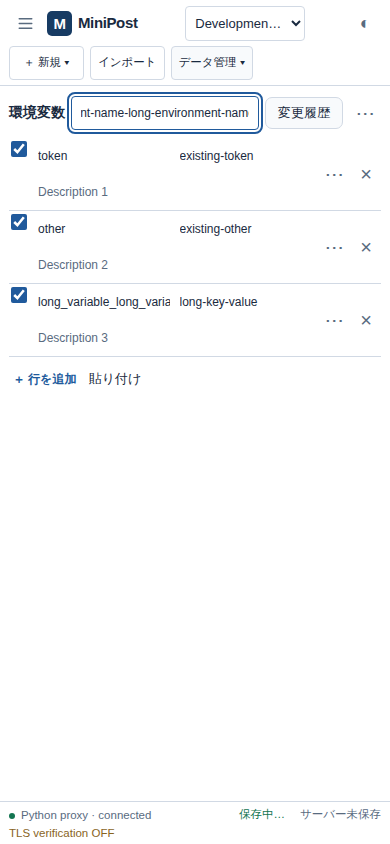 M MiniPost Developmen…
＋ 新規 ▾ インポート データ管理 ▾
環境変数 nt-name-long-environment-nam 変更履歴 ···
token existing-token
··· ×
Description 1
other existing-other
··· ×
Description 2
long_variable_long_varia long-key-value
··· ×
Description 3
+ 行を追加 貼り付け
Python proxy · connected 保存中… サーバー未保存
TLS verification OFF